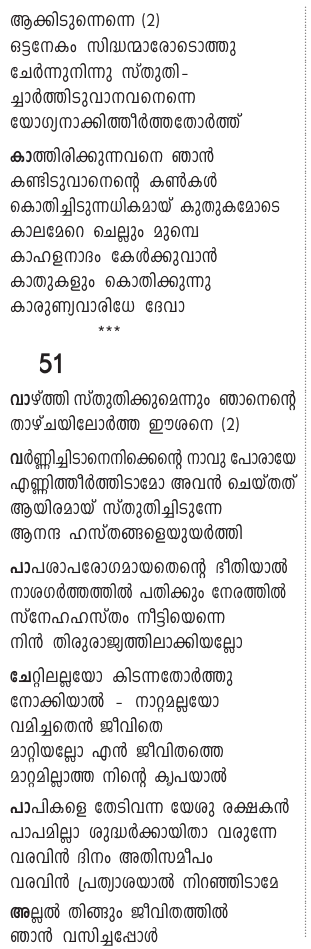 ആക്കിടുന്നെന്നെ (2)
ഒട്ടനേകം സിദ്ധന്മാരോടൊത്തു
ചേർന്നുനിന്നു സ്തുതി-
ച്ചാർത്തിടുവാനവനെന്നെ
യോഗ്യനാക്കിത്തീർത്തതോർത്ത്
കാത്തിരിക്കുന്നവനെ ഞാൻ
കണ്ടിടുവാനെന്റെ കൺകൾ
കൊതിച്ചിടുന്നധികമായ് കുതുകമോടെ
കാലമേറെ ചെല്ലും മുമ്പെ
കാഹളനാദം കേൾക്കുവാൻ
കാതുകളും കൊതിക്കുന്നു
കാരുണ്യവാരിധേ ദേവാ
***
51
വാഴ്ത്തി സ്തുതിക്കുമെന്നും ഞാനെന്റെ
താഴ്ചയിലോർത്ത ഈശനെ (2)
വർണ്ണിച്ചിടാനെനിക്കെന്റെ നാവു പോരായേ
എണ്ണിത്തീർത്തിടാമോ അവൻ ചെയ്തത്
ആയിരമായ് സ്തുതിച്ചിടുന്നേ
ആനന്ദ ഹസ്തങ്ങളെയുയർത്തി
പാപശാപരോഗമായതെന്റെ ഭീതിയാൽ
നാശഗർത്തത്തിൽ പതിക്കും നേരത്തിൽ
സ്നേഹഹസ്തം നീട്ടിയെന്നെ
നിൻ തിരുരാജ്യത്തിലാക്കിയല്ലോ
ചേറ്റിലല്ലയോ കിടന്നതോർത്തു
നോക്കിയാൽ - നാറ്റമല്ലയോ
വമിച്ചതെൻ ജീവിതെ
മാറ്റിയല്ലോ എൻ ജീവിതത്തെ
മാറ്റമില്ലാത്ത നിന്റെ കൃപയാൽ
പാപികളെ തേടിവന്ന യേശു രക്ഷകൻ
പാപമില്ലാ ശുദ്ധർക്കായിതാ വരുന്നേ
വരവിൻ ദിനം അതിസമീപം
വരവിൻ പ്രത്യാശയാൽ നിറഞ്ഞിടാമേ
അല്ലൽ തിങ്ങും ജീവിതത്തിൽ
ഞാൻ വസിച്ചപ്പോൾ